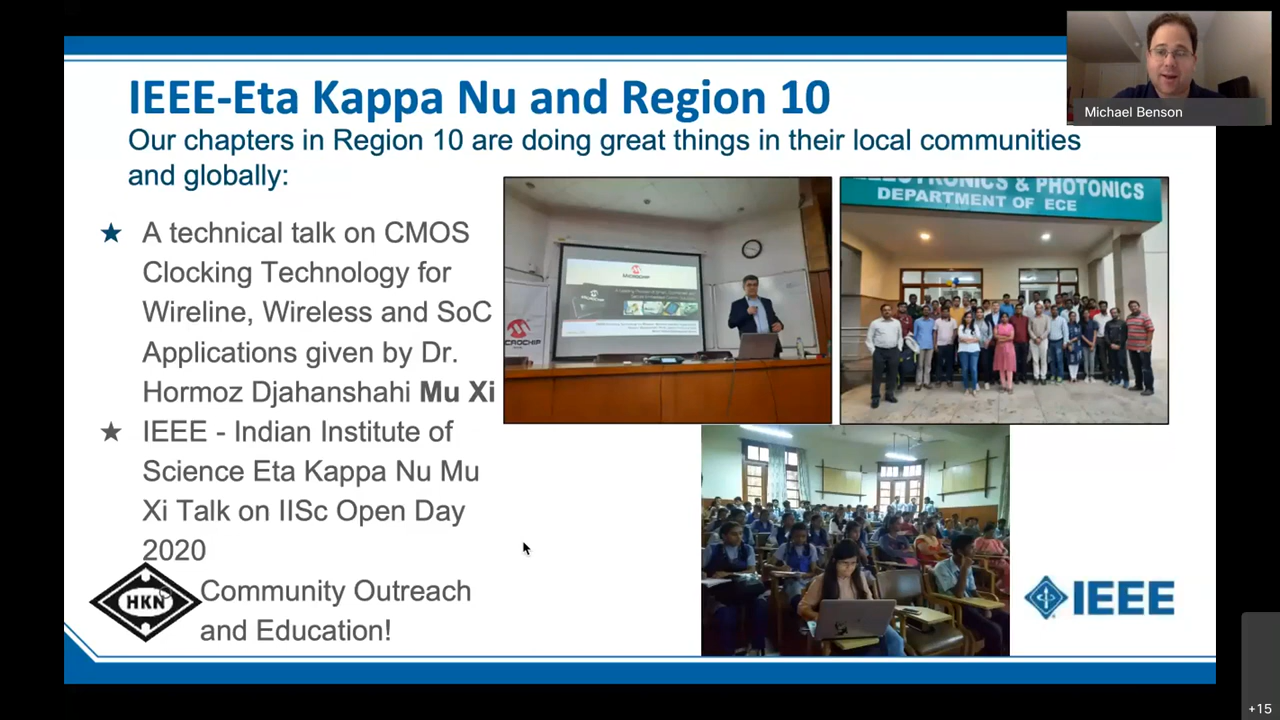 IEEE-Eta Kappa Nu and Region 10
Our chapters in Region 10 are doing great things in their local communities
and globally:
A technical talk on CMOS
Clocking Technology for
Wireline, Wireless and SoC
Applications given by Dr.
Hormoz Djahanshahi Mu Xi
IEEE - Indian Institute of
Science Eta Kappa Nu Mu
Xi Talk on IISc Open Day
2020
Community Outreach
and Education!
HKN
MICROCHIP
ELECTRONICS & PHOTONICS
DEPARTMENT OF ECE
IEEE
Michael Benson
+15